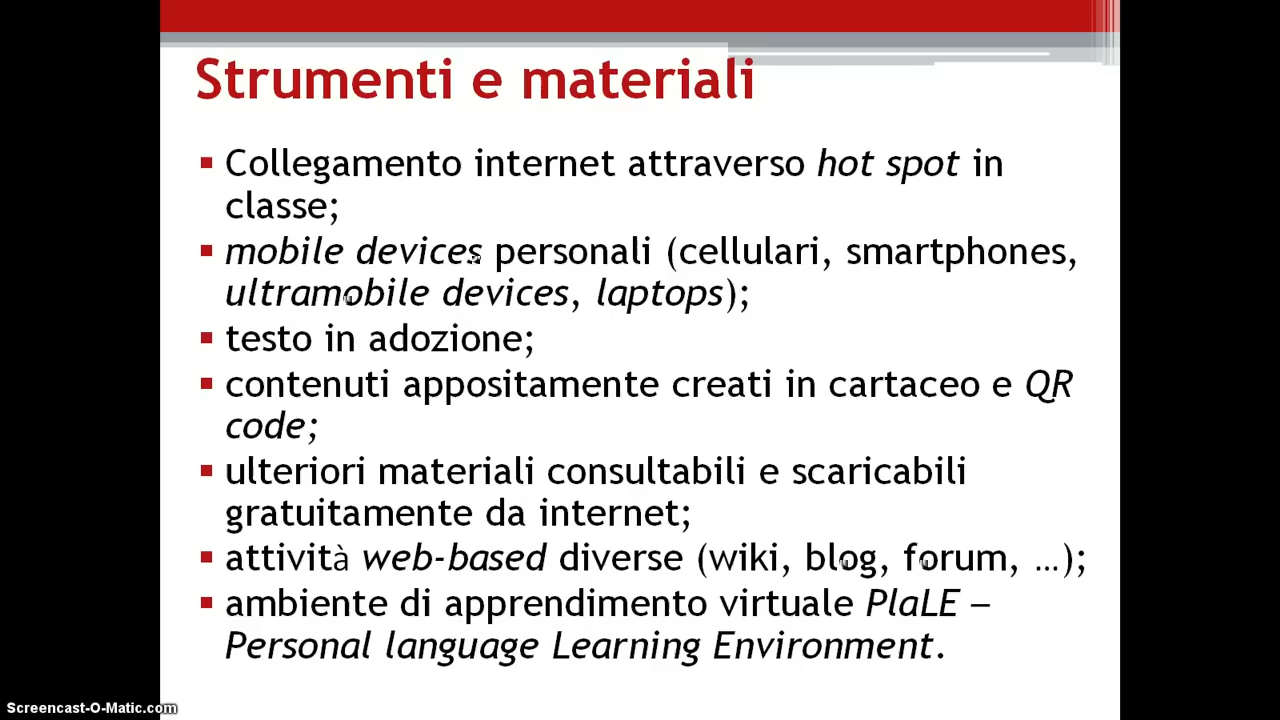 Strumenti e materiali
Collegamento internet attraverso hot spot in
classe;
mobile devices personali (cellulari, smartphones,
ultramobile devices, laptops);
testo in adozione;
contenuti appositamente creati in cartaceo e QR
code;
ulteriori materiali consultabili e scaricabili
gratuitamente da internet;
attività web-based diverse (wiki, blog, forum, …);
ambiente di apprendimento virtuale PlaLE –
Personal language Learning Environment.
Screencast-O-Matic.com